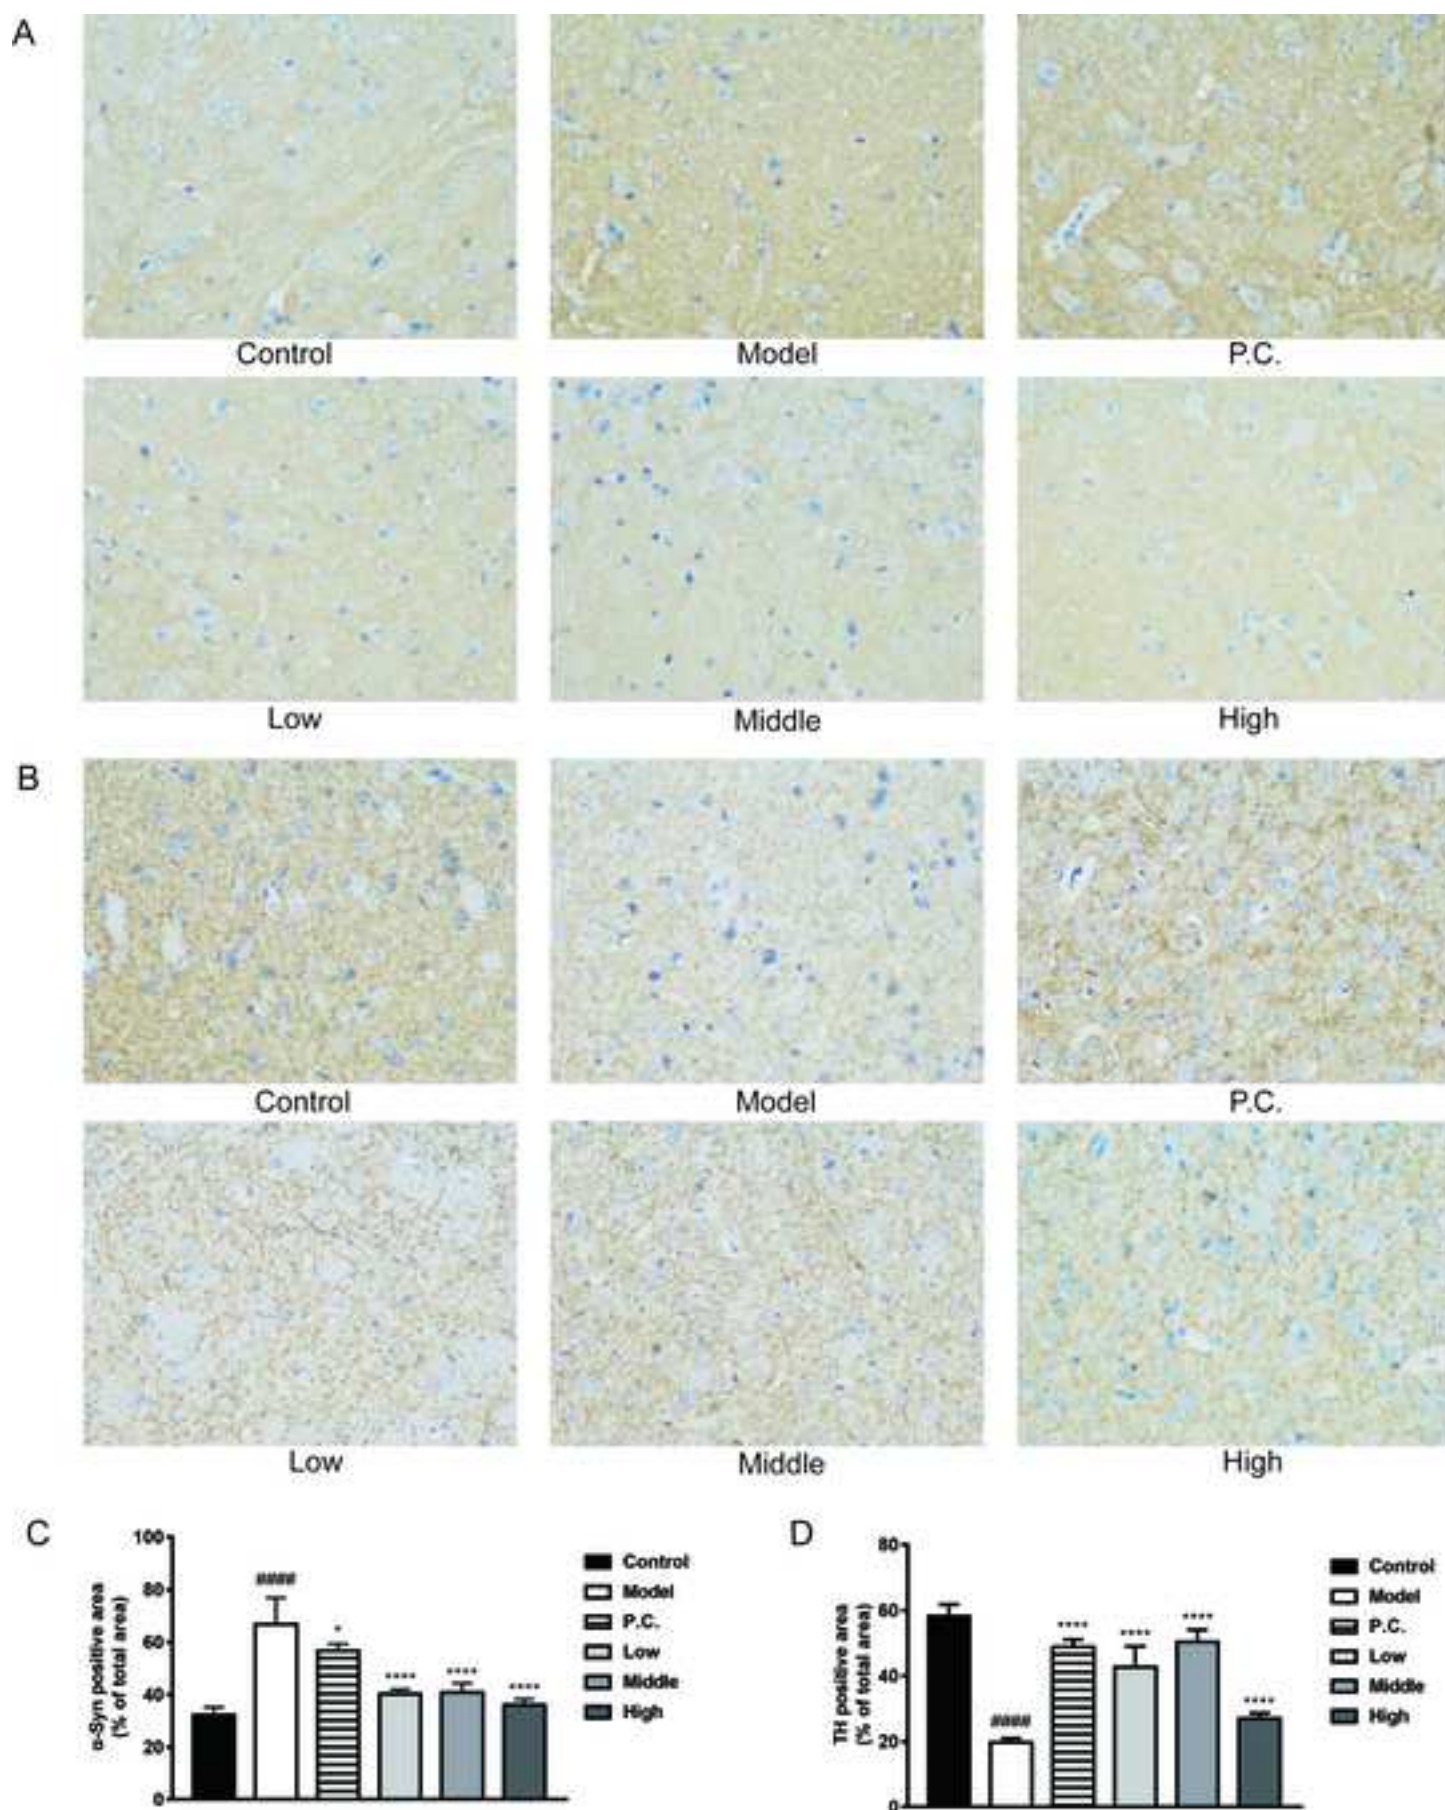 A
Control
Model
P.C.
Low
Middle
High
B
Control
Model
P.C.
Low
Middle
High
C
α-Syn positive area
(% of total area)
100
80
60
40
20
0
####
*
****
****
****
Control
Model
P.C.
Low
Middle
High
D
TH positive area
(% of total area)
80
60
40
20
0
####
****
****
****
****
Control
Model
P.C.
Low
Middle
High